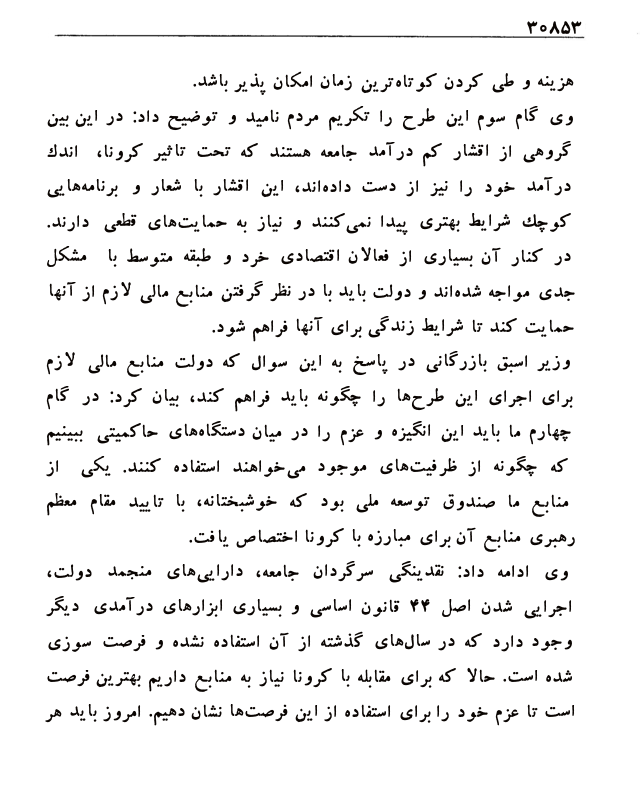 ۳۰۸۵۳
هزینه و طی کردن کوتاه‌ترین زمان امکان پذیر باشد.
وی گام سوم این طرح را تکریم مردم نامید و توضیح داد: در این بین
گروهی از اقشار کم درآمد جامعه هستند که تحت تاثیر کرونا، اندك
درآمد خود را نیز از دست داده‌اند، این اقشار با شعار و برنامه‌هایی
کوچك شرایط بهتری پیدا نمی‌کنند و نیاز به حمایت‌های قطعی دارند.
در کنار آن بسیاری از فعالان اقتصادی خرد و طبقه متوسط با مشکل
جدی مواجه شده‌اند و دولت باید با در نظر گرفتن منابع مالی لازم از آنها
حمایت کند تا شرایط زندگی برای آنها فراهم شود.
وزیر اسبق بازرگانی در پاسخ به این سوال که دولت منابع مالی لازم
برای اجرای این طرح‌ها را چگونه باید فراهم کند، بیان کرد: در گام
چهارم ما باید این انگیزه و عزم را در میان دستگاه‌های حاکمیتی ببینیم
که چگونه از ظرفیت‌های موجود می‌خواهند استفاده کنند. یکی از
منابع ما صندوق توسعه ملی بود که خوشبختانه، با تایید مقام معظم
رهبری منابع آن برای مبارزه با کرونا اختصاص یافت.
وی ادامه داد: نقدینگی سرگردان جامعه، دارایی‌های منجمد دولت،
اجرایی شدن اصل ۴۴ قانون اساسی و بسیاری ابزارهای درآمدی دیگر
وجود دارد که در سال‌های گذشته از آن استفاده نشده و فرصت سوزی
شده است. حالا که برای مقابله با کرونا نیاز به منابع داریم بهترین فرصت
است تا عزم خود را برای استفاده از این فرصت‌ها نشان دهیم. امروز باید هر